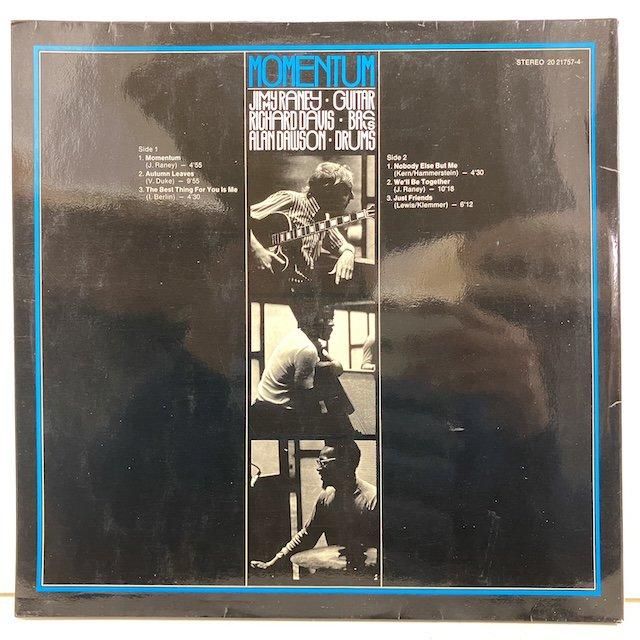 MOMENTUM
JIMY RANEY · GUITAR
RICHARD DAVIS · BASS
ALAN DAWSON · DRUMS
STEREO 20 21757-4
Side 1
1. Momentum
(J. Raney) — 4'55
2. Autumn Leaves
(V. Duke) — 9'55
3. The Best Thing For You Is Me
(I. Berlin) — 4'30
Side 2
1. Nobody Else But Me
(Kern/Hammerstein) — 4'30
2. We'll Be Together
(J. Raney) — 10'18
3. Just Friends
(Lewis/Klemmer) — 6'12